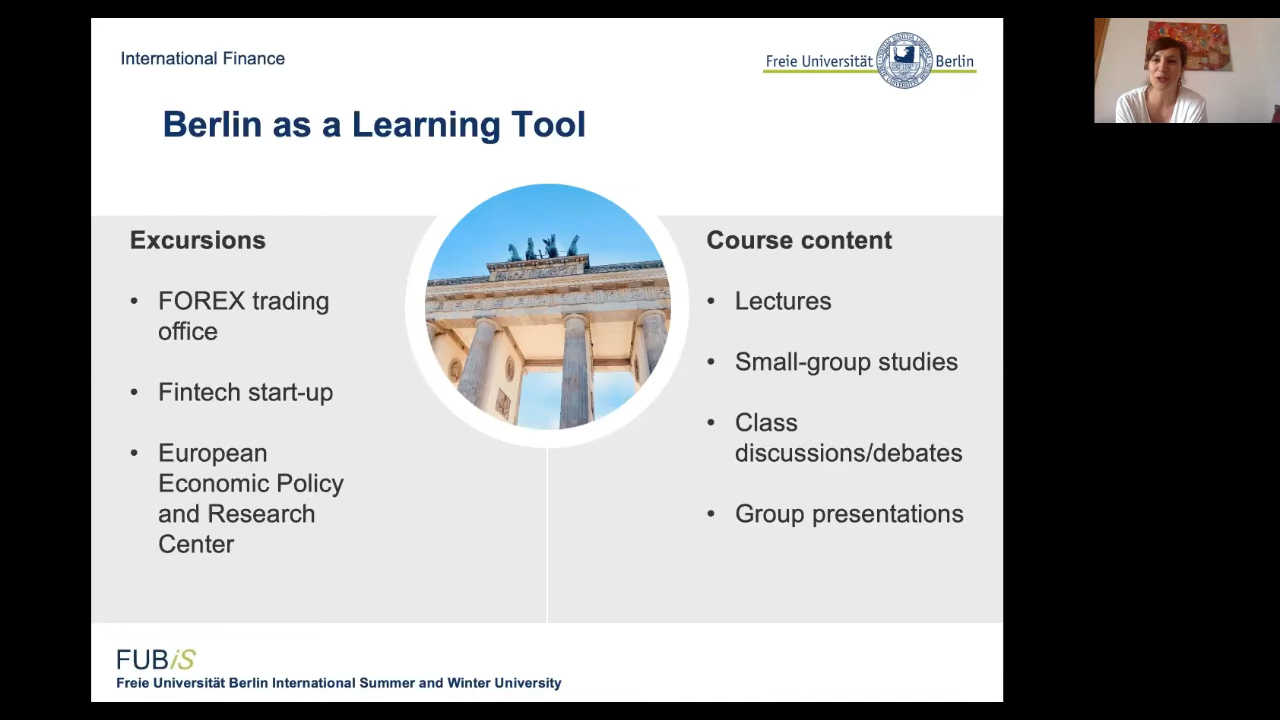 International Finance
Freie Universität Berlin
Berlin as a Learning Tool
Excursions
• FOREX trading
office
• Fintech start-up
• European
Economic Policy
and Research
Center
Course content
• Lectures
• Small-group studies
• Class
discussions/debates
• Group presentations
FUBiS
Freie Universität Berlin International Summer and Winter University